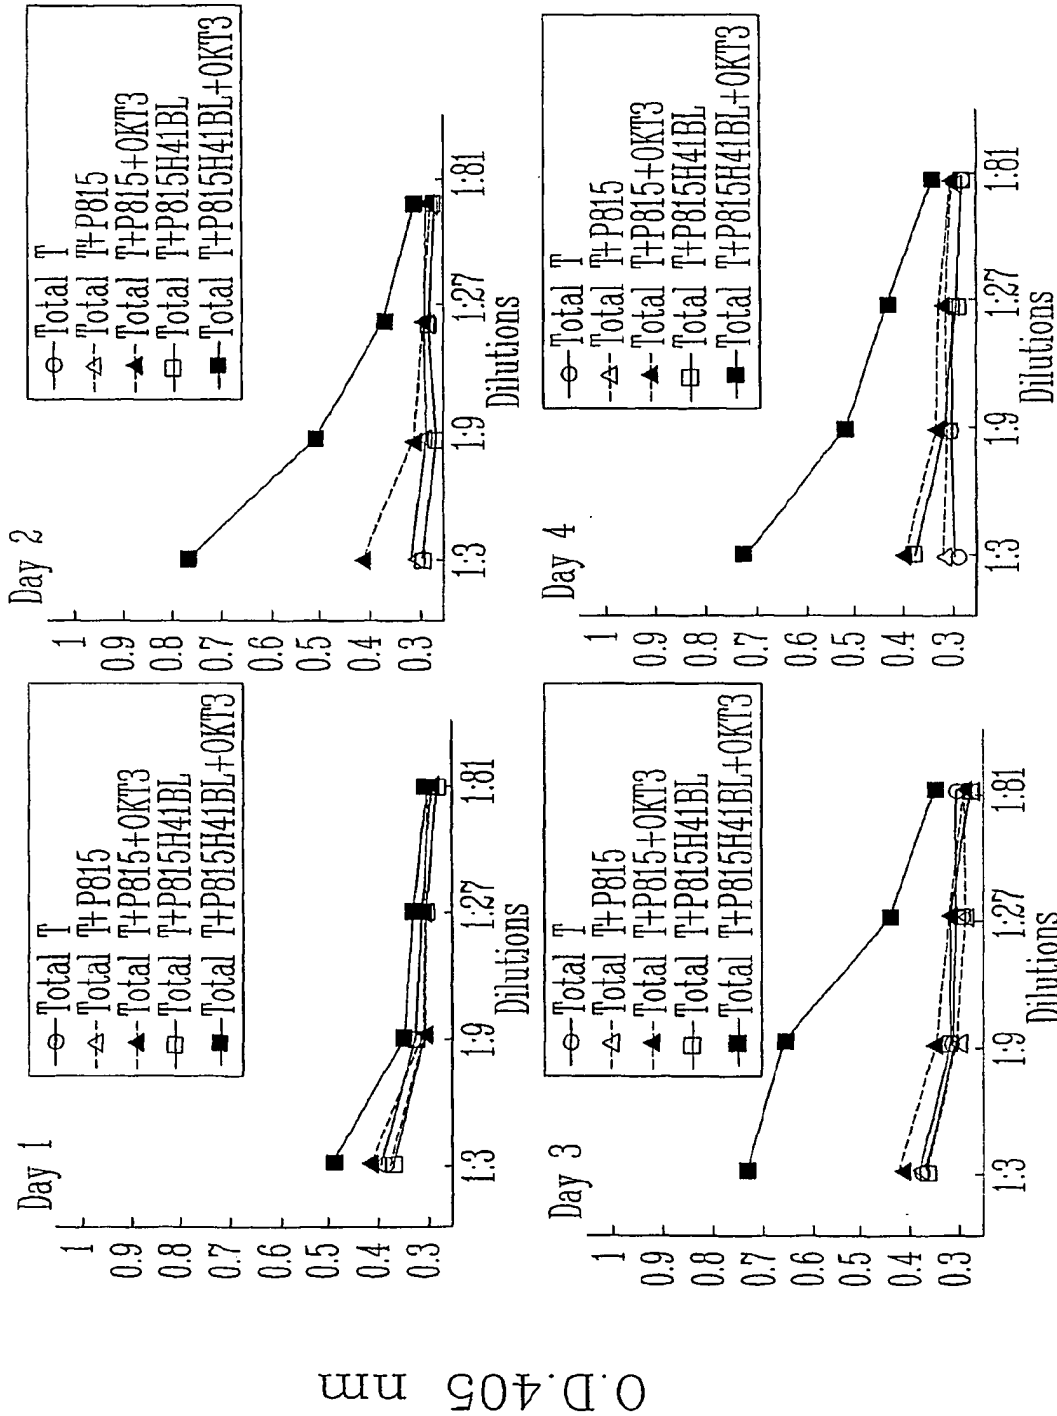 Day 1
Total T
Total T+P815
Total T+P815+OKT3
Total T+P815H41BL
Total T+P815H41BL+OKT3
1
0.9
0.8
0.7
0.6
0.5
0.4
0.3
1:3
1:9
1:27
1:81
Dilutions
Day 2
Total T
Total T+P815
Total T+P815+OKT3
Total T+P815H41BL
Total T+P815H41BL+OKT3
1
0.9
0.8
0.7
0.6
0.5
0.4
0.3
1:3
1:9
1:27
1:81
Dilutions
O.D.405 nm
Day 3
Total T
Total T+P815
Total T+P815+OKT3
Total T+P815H41BL
Total T+P815H41BL+OKT3
1
0.9
0.8
0.7
0.6
0.5
0.4
0.3
1:3
1:9
1:27
1:81
Dilutions
Day 4
Total T
Total T+P815
Total T+P815+OKT3
Total T+P815H41BL
Total T+P815H41BL+OKT3
1
0.9
0.8
0.7
0.6
0.5
0.4
0.3
1:3
1:9
1:27
1:81
Dilutions